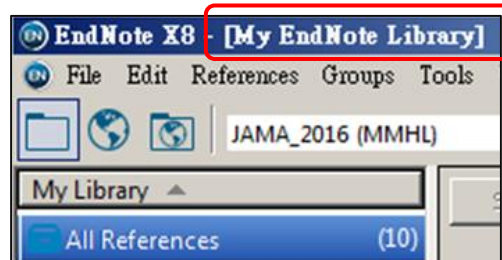 EndNote X8 - [My EndNote Library]
File Edit References Groups Tools
JAMA_2016 (MMHL)
My Library
All References (10)